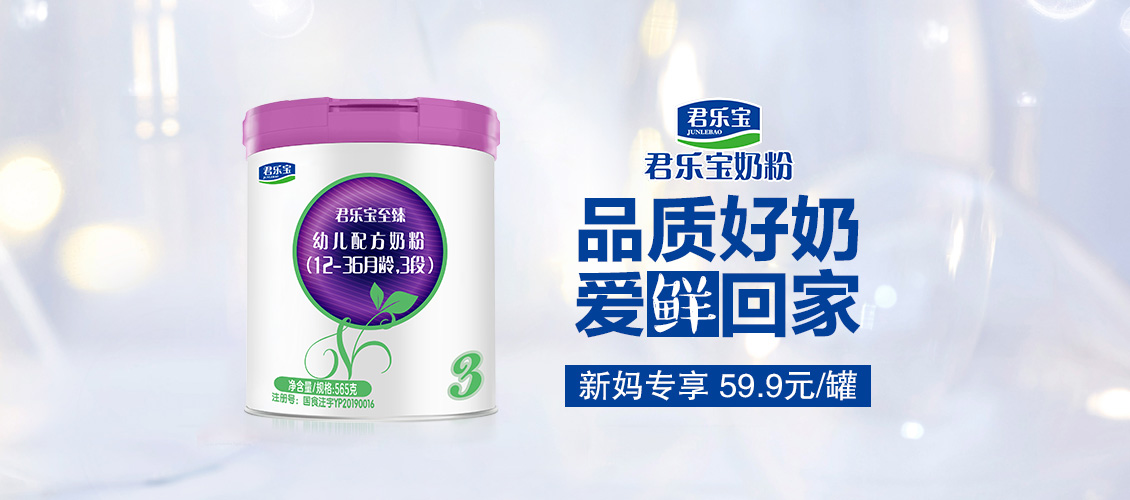 君乐宝
JUNLEBAO
君乐宝至臻
幼儿配方奶粉
(12-36月龄,3段)
3
净含量/规格:565克
注册号：国食注字YP20190016
君乐宝
JUNLEBAO
君乐宝奶粉
品质好奶
爱鲜回家
新妈专享 59.9元/罐